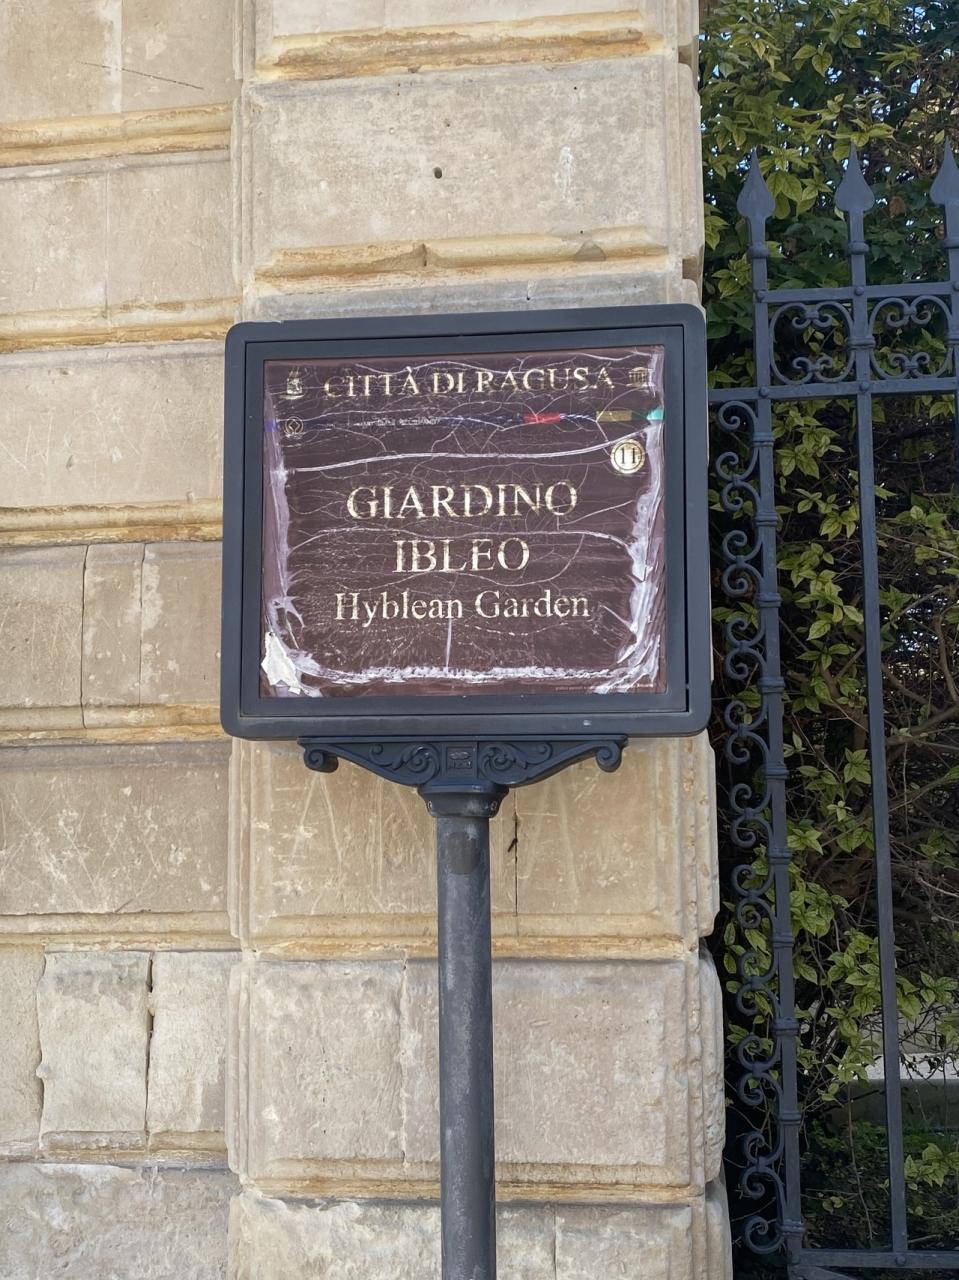 CITTÀ DI RAGUSA
11
GIARDINO
IBLEO
Hyblean Garden